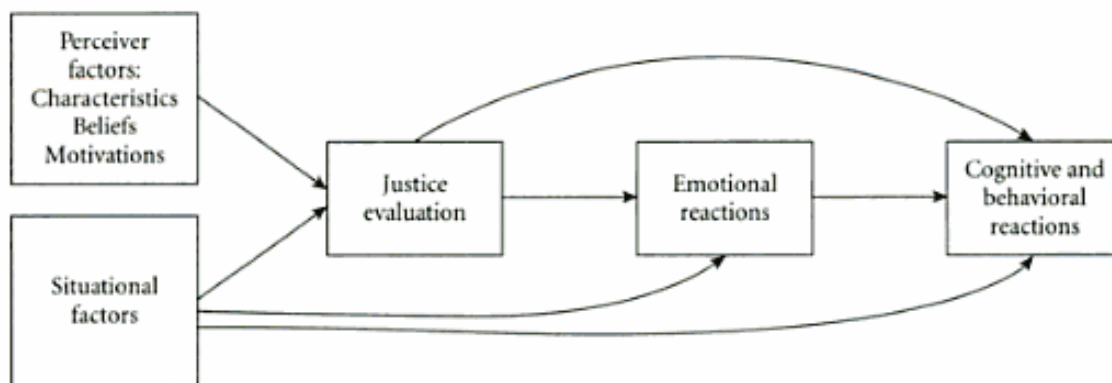 Perceiver
factors:
Characteristics
Beliefs
Motivations
Situational
factors
Justice
evaluation
Emotional
reactions
Cognitive and
behavioral
reactions